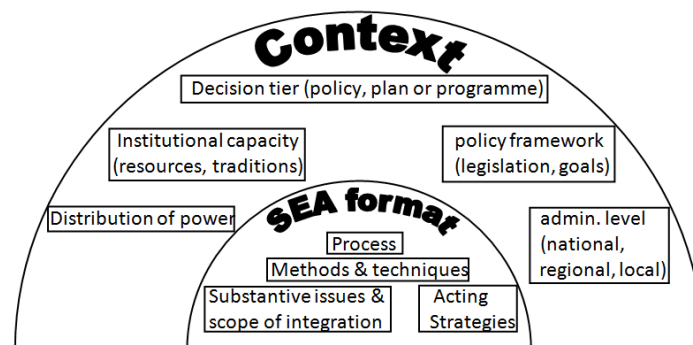 Context
Decision tier (policy, plan or programme)
Institutional capacity
(resources, traditions)
policy framework
(legislation, goals)
Distribution of power
admin. level
(national,
regional, local)
SEA format
Process
Methods & techniques
Substantive issues &
scope of integration
Acting
Strategies